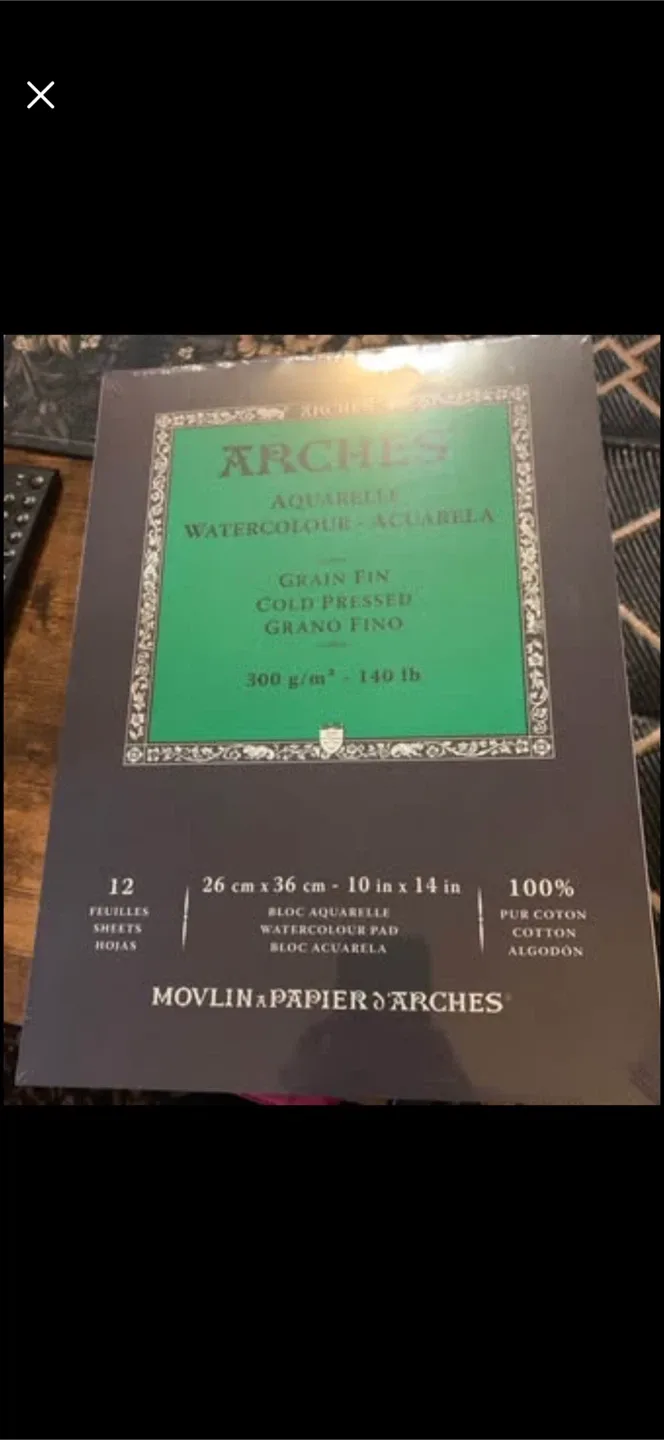 ARCHES
ARCHES
AQUARELLE
WATERCOLOUR - ACUARELA
GRAIN FIN
COLD PRESSED
GRANO FINO
300 g/m² - 140 lb
12
FEUILLES
SHEETS
HOJAS
26 cm x 36 cm - 10 in x 14 in
BLOC AQUARELLE
WATERCOLOUR PAD
BLOC ACUARELA
100%
PUR COTON
COTTON
ALGODÓN
MOVLIN A PAPIER D'ARCHES®